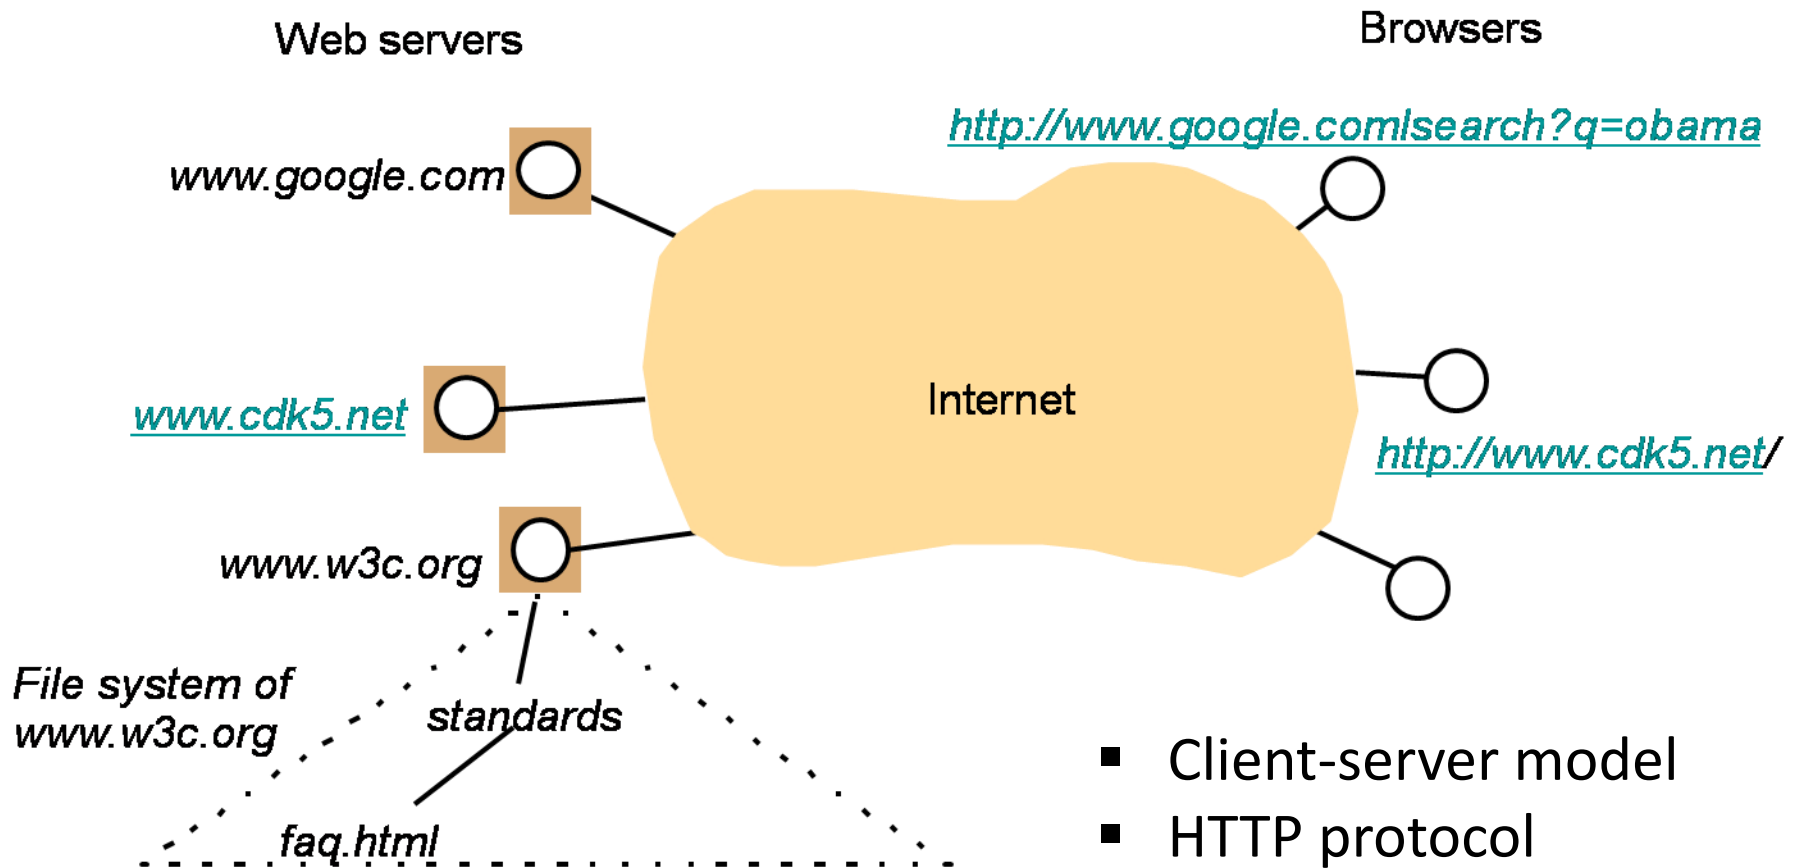 Web servers
Browsers
http://www.google.comlsearch?q=obama
www.google.com
Internet
www.cdk5.net
http://www.cdk5.net/
www.w3c.org
File system of
www.w3c.org
standards
faq.html
▪ Client-server model
▪ HTTP protocol